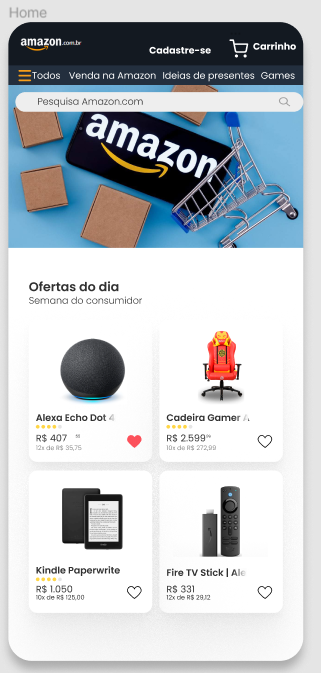 Home
amazon.com.br
Cadastre-se
Carrinho
Todos Venda na Amazon Ideias de presentes Games
Pesquisa Amazon.com
amazon
Ofertas do dia
Semana do consumidor
Alexa Echo Dot 4
R$ 407
12x de R$ 35,75
Cadeira Gamer A
R$ 2.599
10x de R$ 272,99
Kindle Paperwrite
R$ 1.050
10x de R$ 125,00
Fire TV Stick | Ale
R$ 331
12x de R$ 29,12